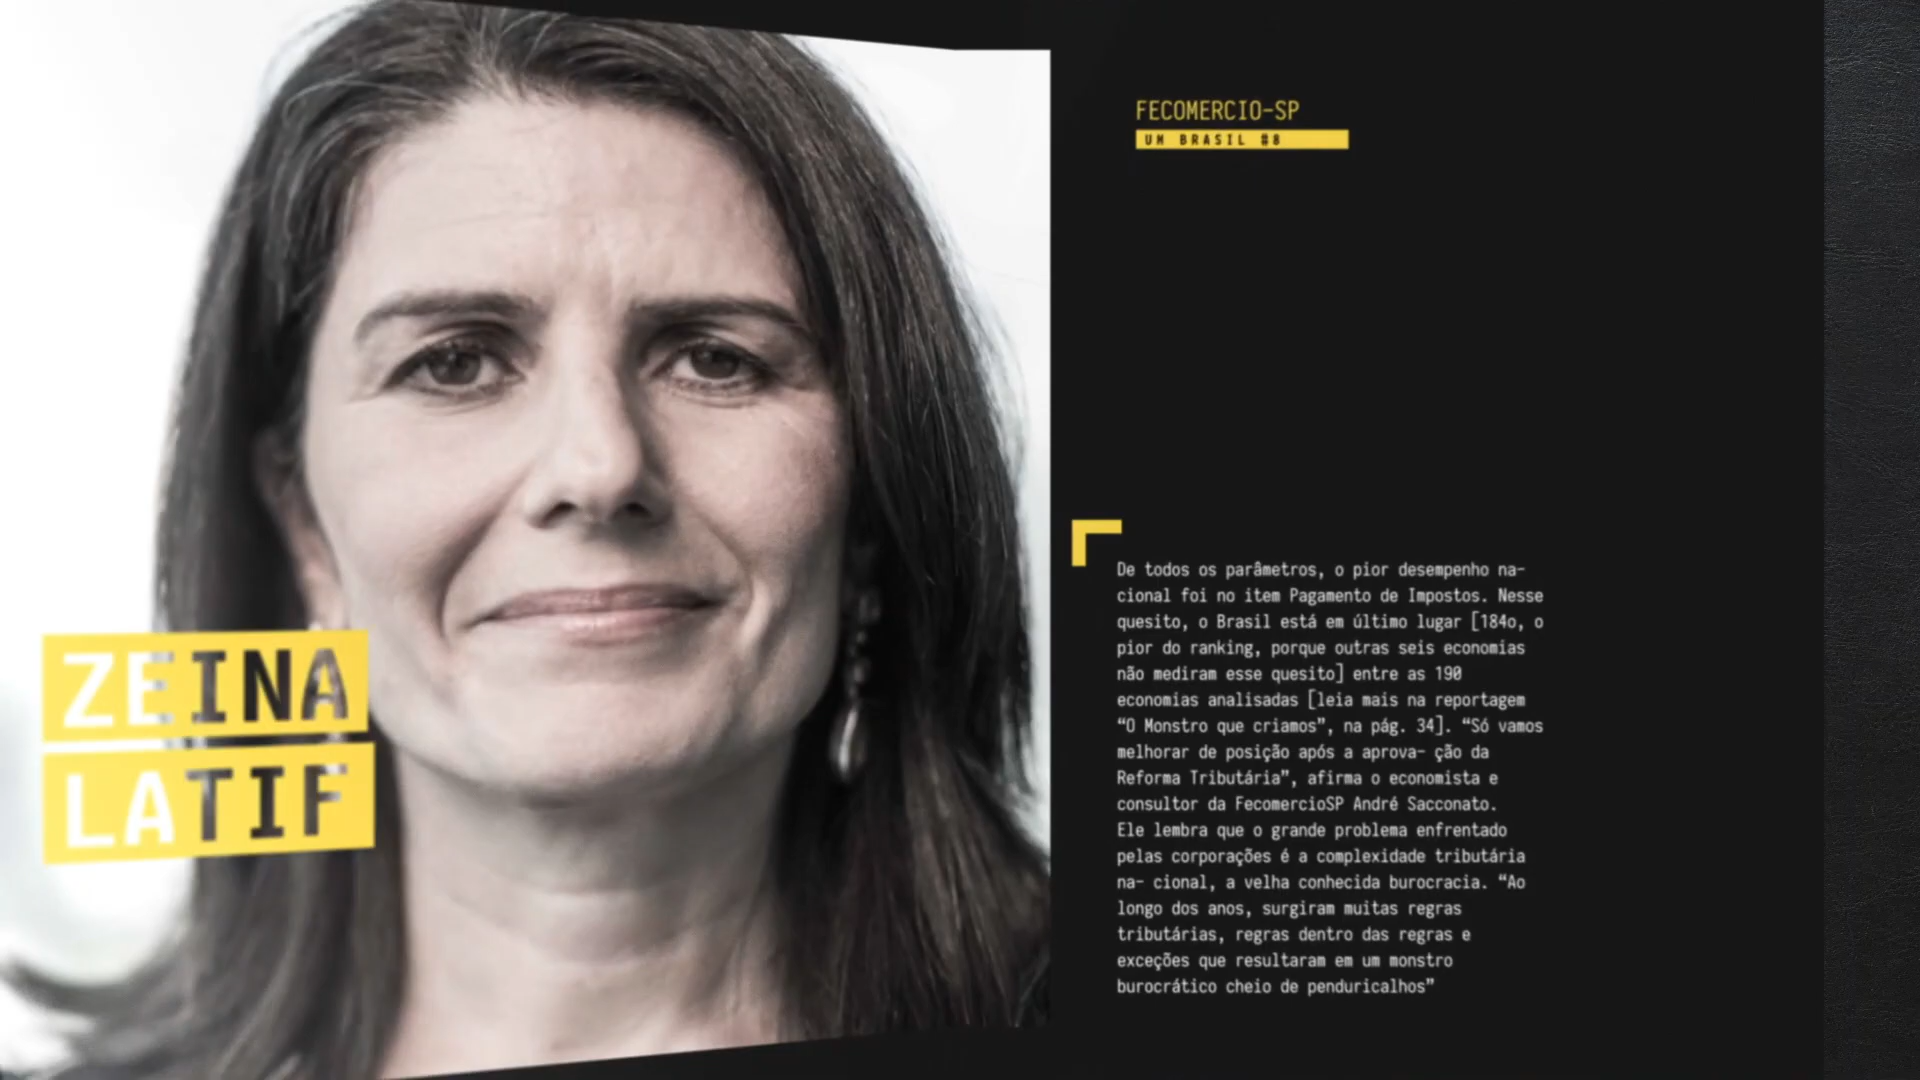 FECOMERCIO-SP
UM BRASIL #8
ZEINA
LATIF
De todos os parâmetros, o pior desempenho na-
cional foi no item Pagamento de Impostos. Nesse
quesito, o Brasil está em último lugar [184o, o
pior do ranking, porque outras seis economias
não mediram esse quesito] entre as 190
economias analisadas [leia mais na reportagem
“O Monstro que criamos”, na pág. 34]. “Só vamos
melhorar de posição após a aprova- ção da
Reforma Tributária”, afirma o economista e
consultor da FecomercioSP André Sacconato.
Ele lembra que o grande problema enfrentado
pelas corporações é a complexidade tributária
na- cional, a velha conhecida burocracia. “Ao
longo dos anos, surgiram muitas regras
tributárias, regras dentro das regras e
exceções que resultaram em um monstro
burocrático cheio de penduricalhos”